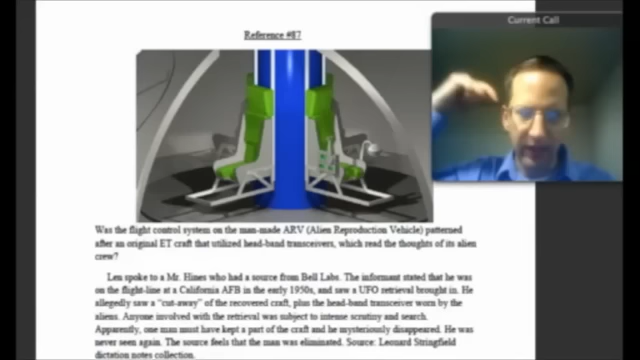 Current Call
Reference #87
Was the flight control system on the man-made ARV (Alien Reproduction Vehicle) patterned
after an original ET craft that utilized head-band transceivers, which read the thoughts of its alien
crew?
Len spoke to a Mr. Hines who had a source from Bell Labs. The informant stated that he was
on the flight-line at a California AFB in the early 1950s, and saw a UFO retrieval brought in. He
allegedly saw a “cut-away” of the recovered craft, plus the head-band transceiver worn by the
aliens. Anyone involved with the retrieval was subject to intense scrutiny and search.
Apparently, one man must have kept a part of the craft and he mysteriously disappeared. He was
never seen again. The source feels that the man was eliminated. Source: Leonard Stringfield
dictation notes collection.